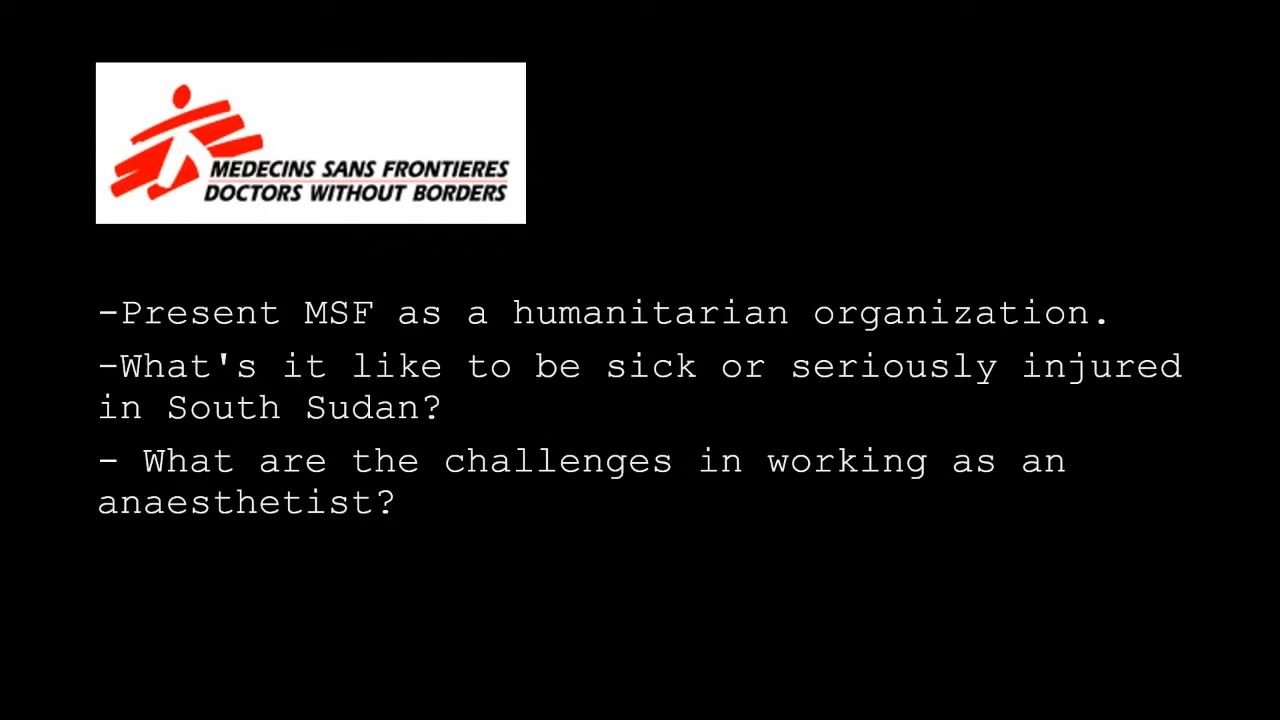 MEDECINS SANS FRONTIERES
DOCTORS WITHOUT BORDERS
-Present MSF as a humanitarian organization.
-What's it like to be sick or seriously injured
in South Sudan?
- What are the challenges in working as an
anaesthetist?